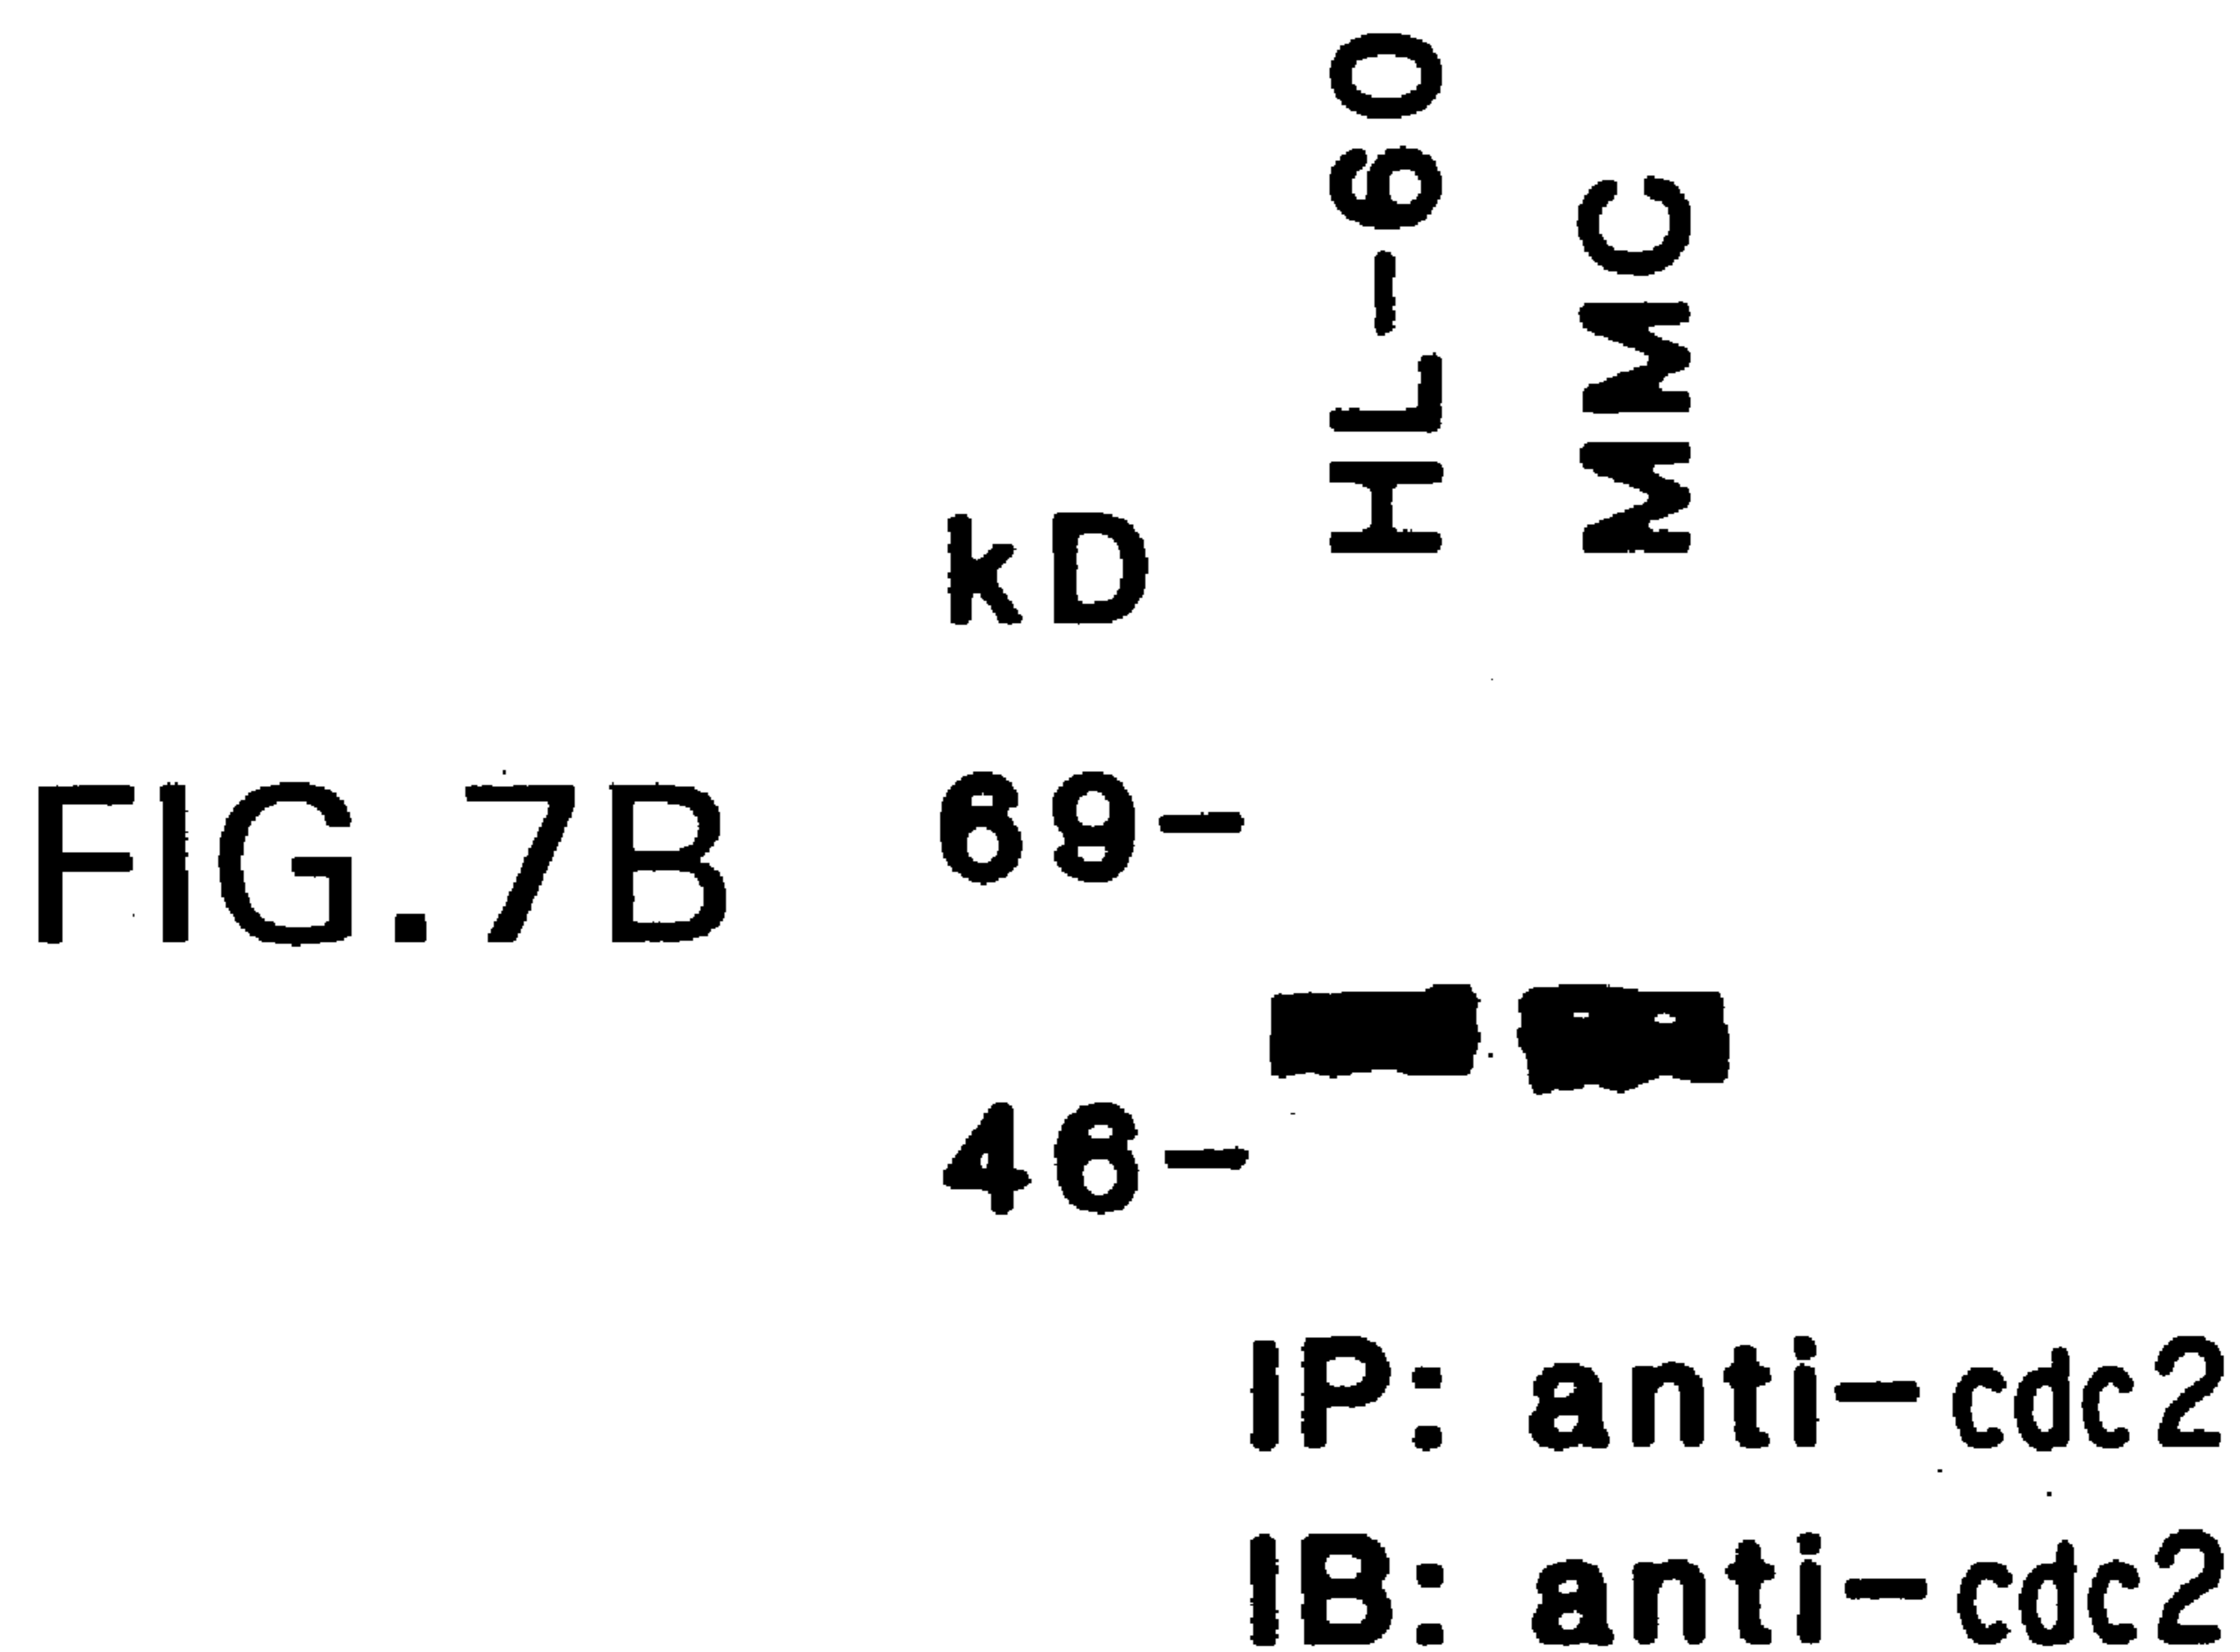 HL-60
MMC
kD
FIG.7B
69-
46-
IP: anti-cdc2
IB: anti-cdc2